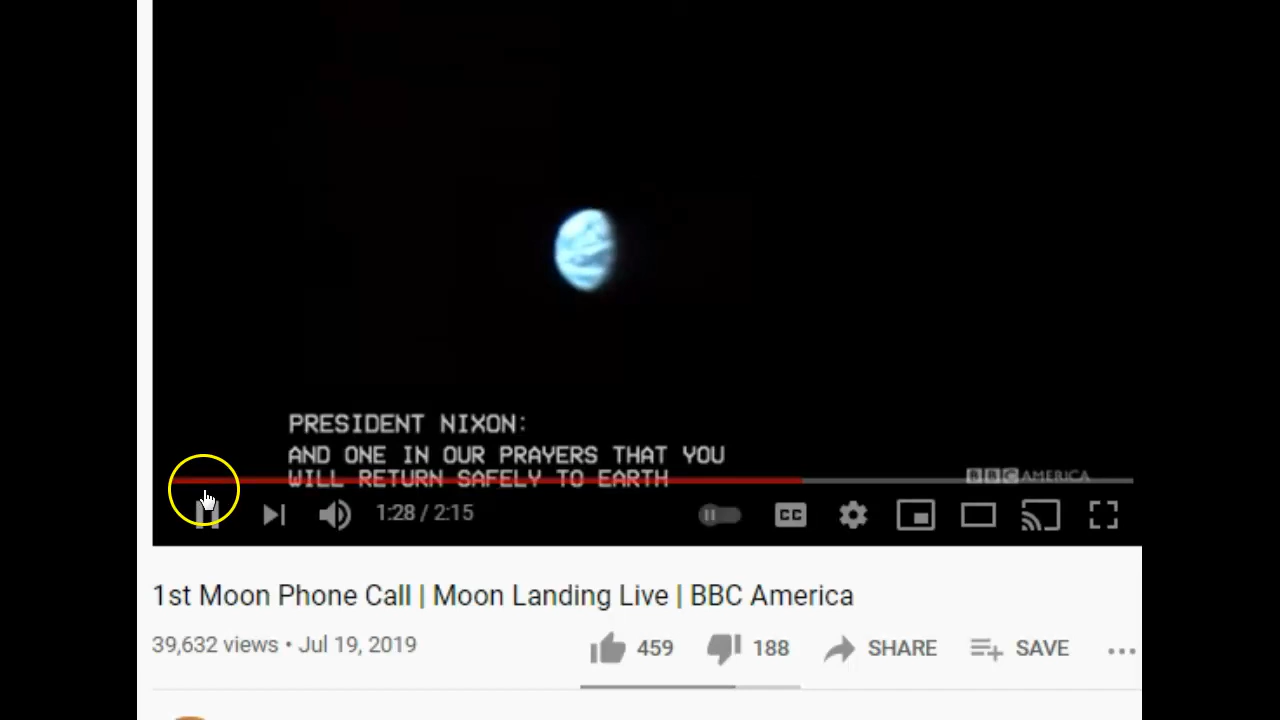 PRESIDENT NIXON:
AND ONE IN OUR PRAYERS THAT YOU
WILL RETURN SAFELY TO EARTH
BBC AMERICA
1:28 / 2:15
CC
1st Moon Phone Call | Moon Landing Live | BBC America
39,632 views • Jul 19, 2019
459 188 SHARE SAVE